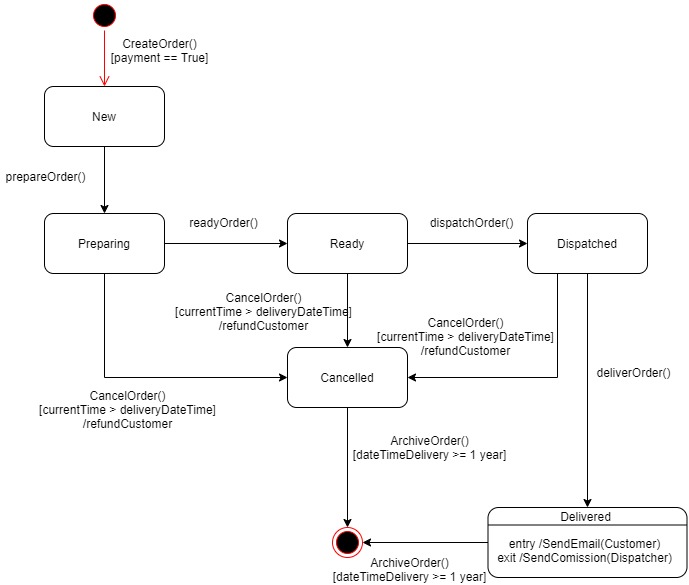 CreateOrder()
[payment == True]
New
prepareOrder()
Preparing
readyOrder()
Ready
dispatchOrder()
Dispatched
CancelOrder()
[currentTime > deliveryDateTime]
/refundCustomer
CancelOrder()
[currentTime > deliveryDateTime]
/refundCustomer
deliverOrder()
Cancelled
CancelOrder()
[currentTime > deliveryDateTime]
/refundCustomer
ArchiveOrder()
[dateTimeDelivery >= 1 year]
Delivered
entry /SendEmail(Customer)
exit /SendComission(Dispatcher)
ArchiveOrder()
[dateTimeDelivery >= 1 year]